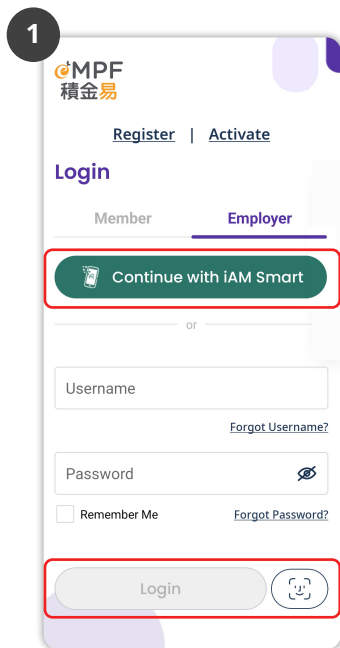 1
eMPF
積金易
Register | Activate
Login
Member Employer
Continue with iAM Smart
or
Username
Forgot Username?
Password
Remember Me Forgot Password?
Login